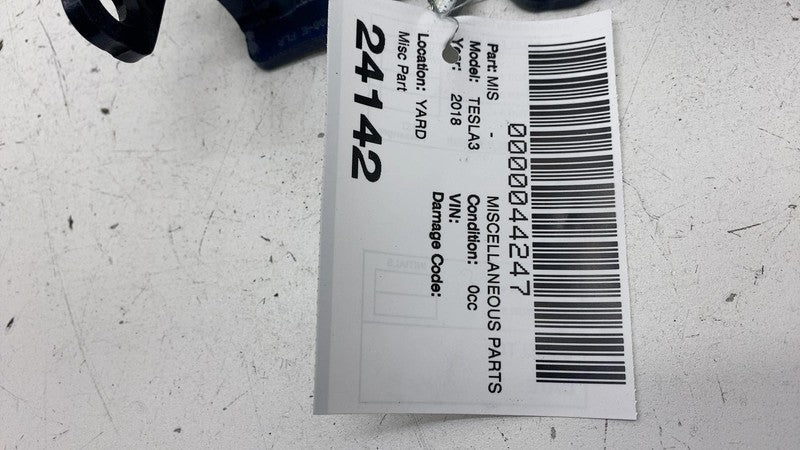 0000044247
Part: MIS - MISCELLANEOUS PARTS
Model: TESLA3 Condition: 0cc
Year: 2018 VIN:
Damage Code:
Location: YARD
Misc Part
24142